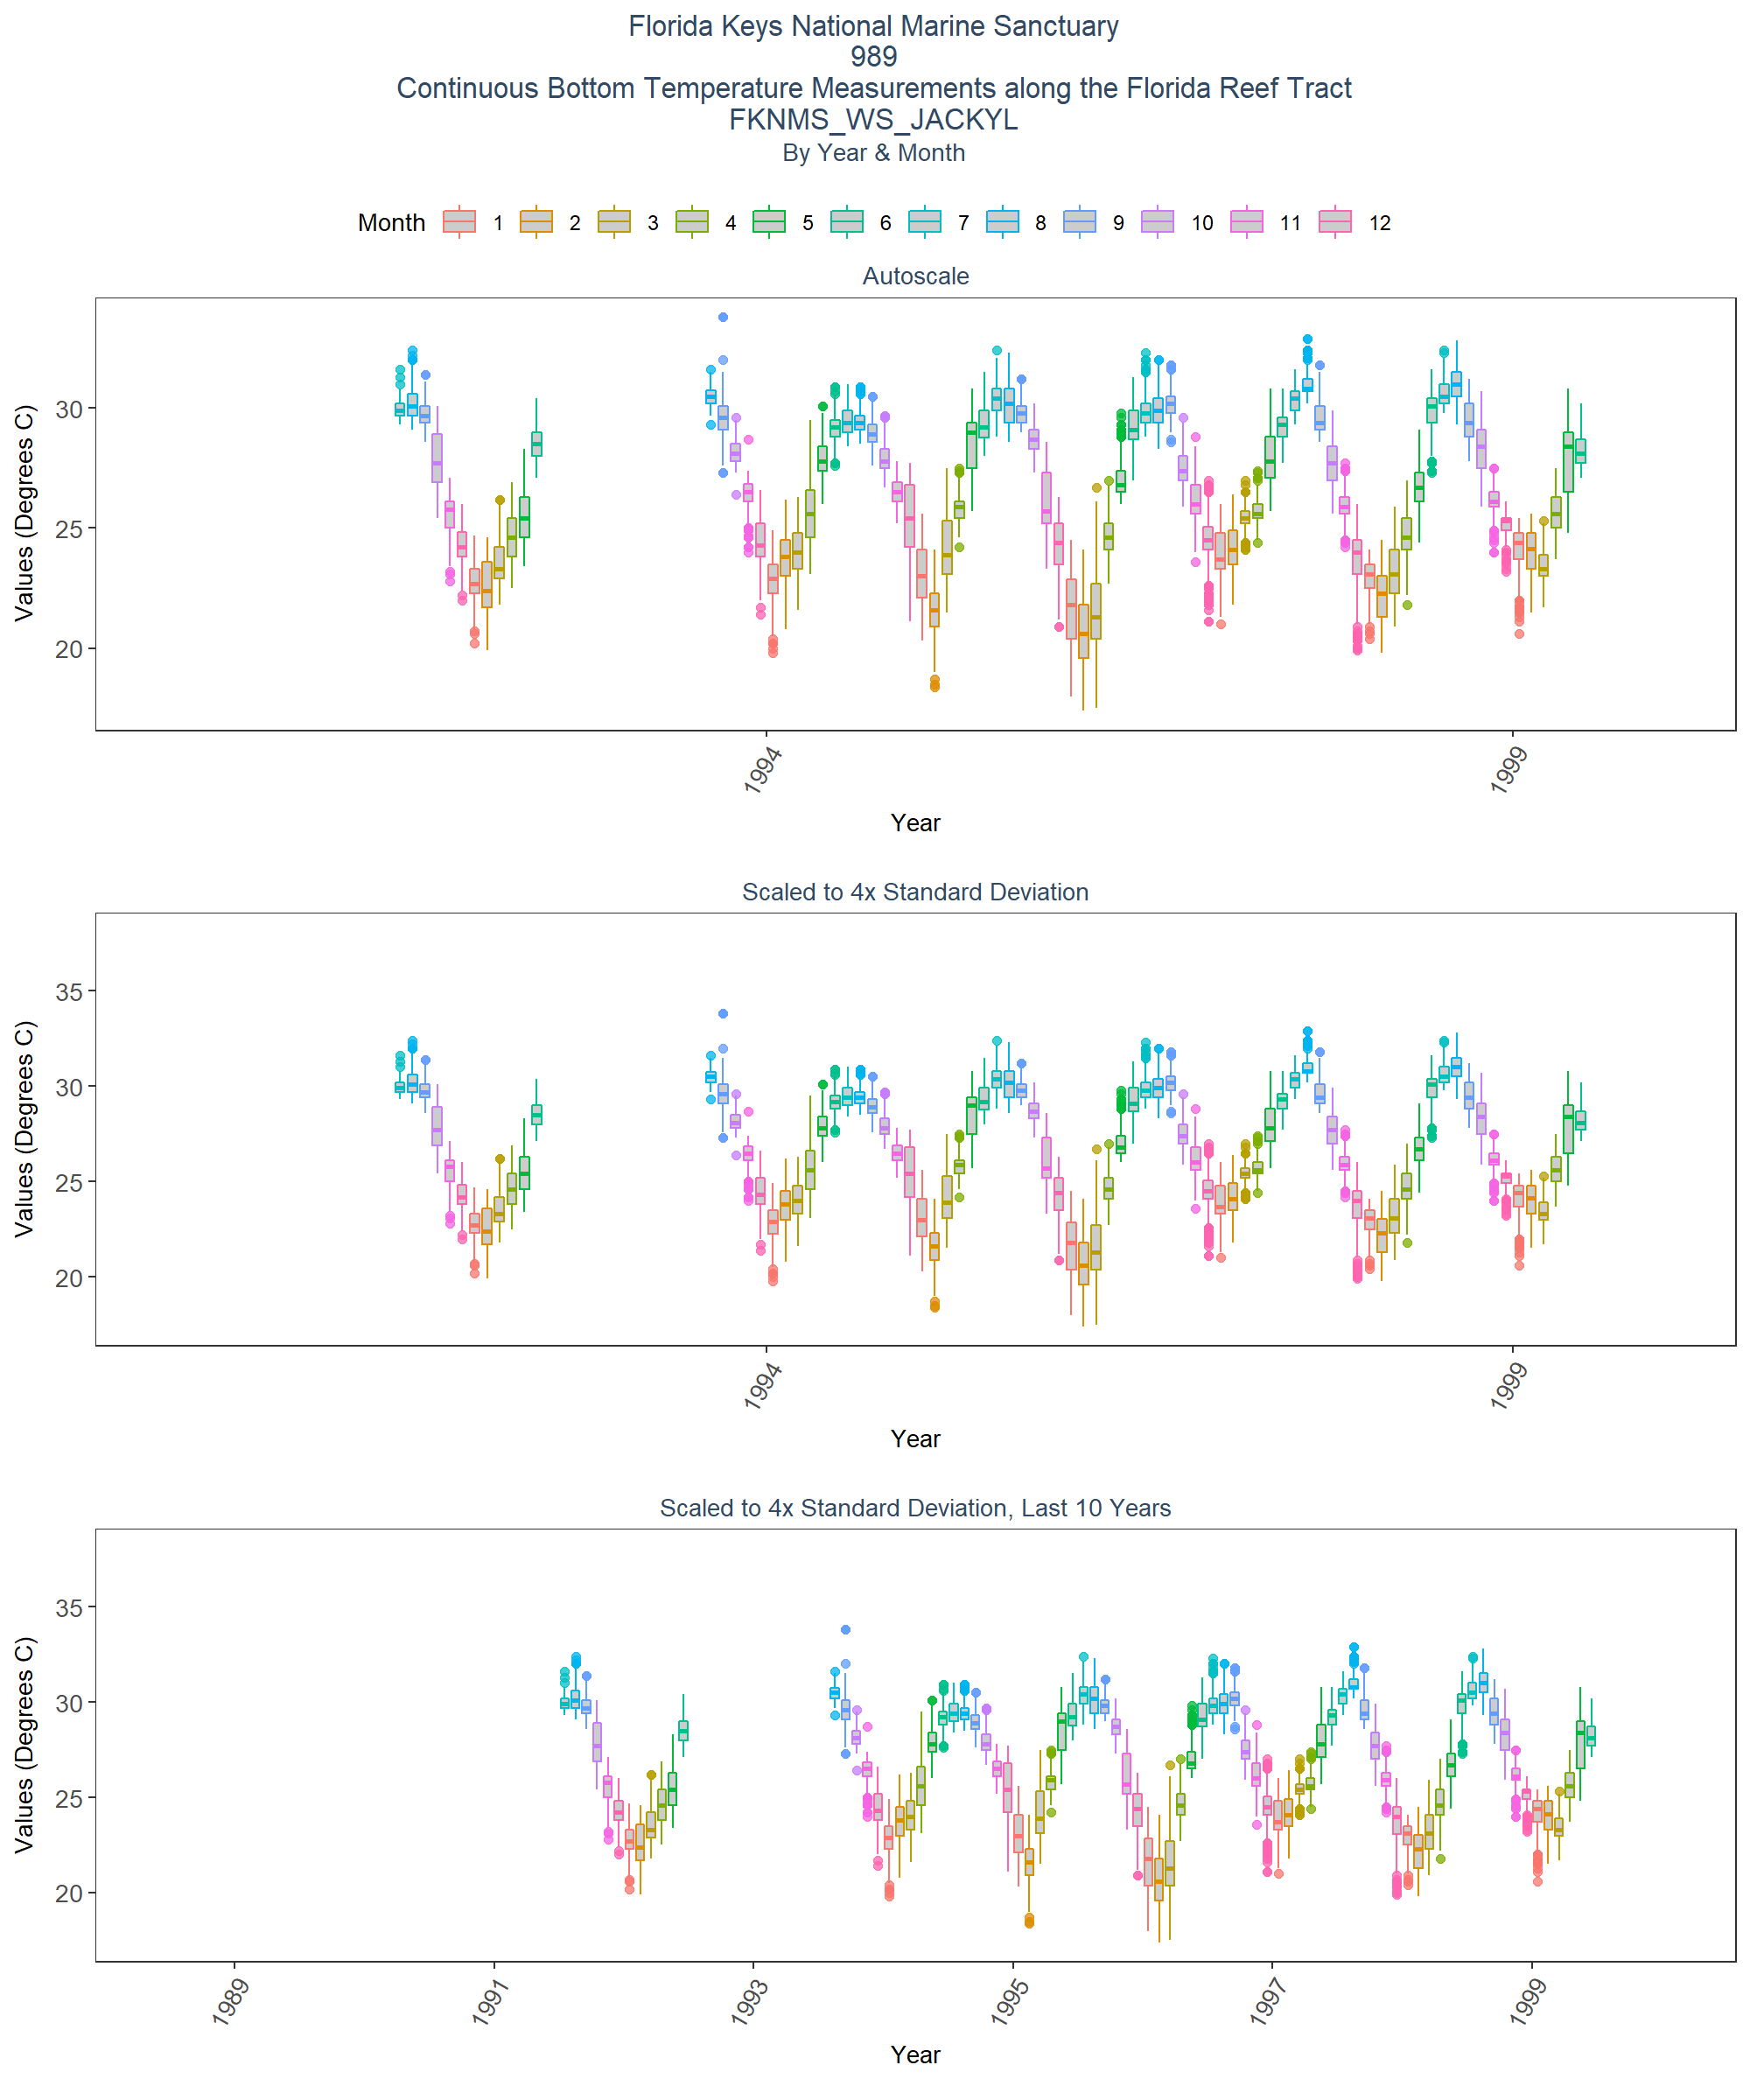 Florida Keys National Marine Sanctuary
989
Continuous Bottom Temperature Measurements along the Florida Reef Tract
FKNMS_WS_JACKYL
By Year & Month
Month 1 2 3 4 5 6 7 8 9 10 11 12
Autoscale
Values (Degrees C)
30
25
20
1994 1999
Year
Scaled to 4x Standard Deviation
Values (Degrees C)
35
30
25
20
1994 1999
Year
Scaled to 4x Standard Deviation, Last 10 Years
Values (Degrees C)
35
30
25
20
1989 1991 1993 1995 1997 1999
Year